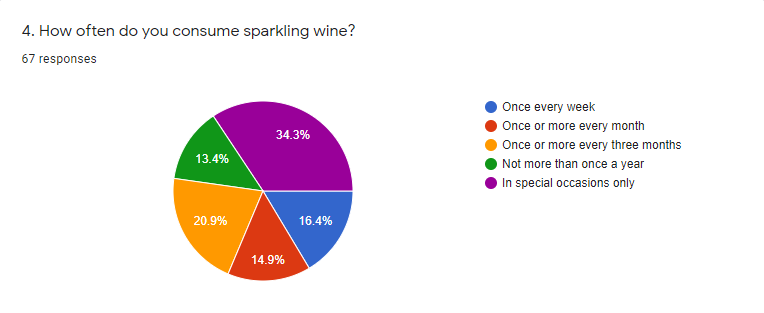 4. How often do you consume sparkling wine?
67 responses
Once every week
Once or more every month
Once or more every three months
Not more than once a year
In special occasions only
34.3%
13.4%
20.9%
16.4%
14.9%